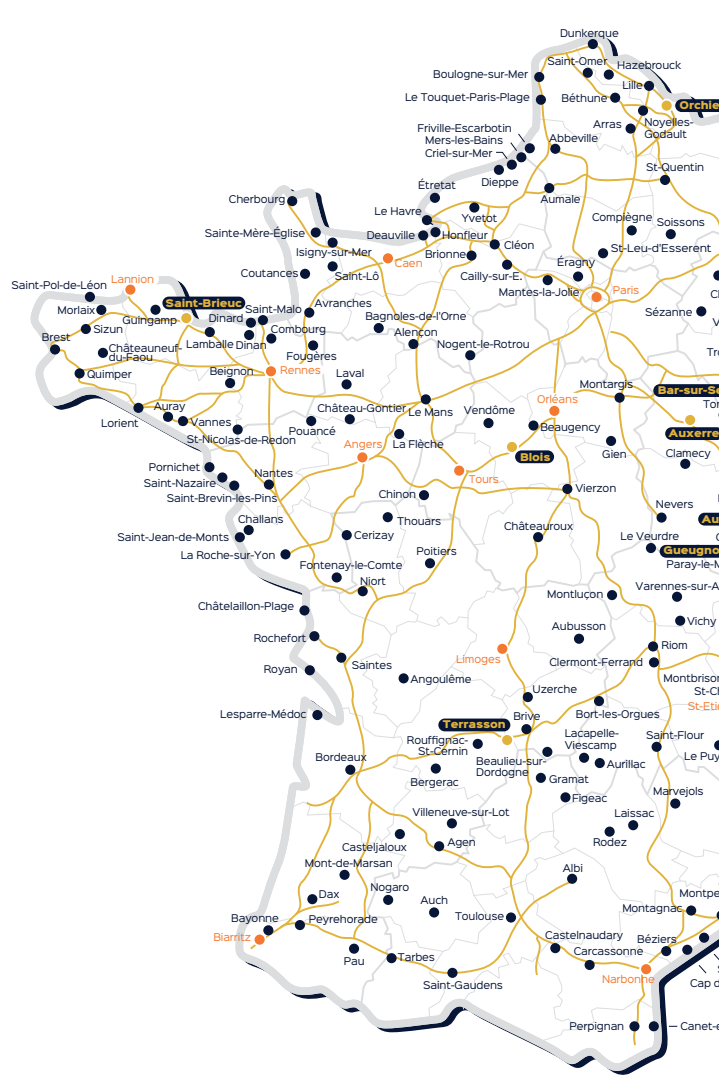 Dunkerque
Saint-Omer
Hazebrouck
Boulogne-sur-Mer
Lille
Le Touquet-Paris-Plage
Béthune
Orchie
Arras
Noyelles-
Godault
Friville-Escarbotin
Mers-les-Bains
Criel-sur-Mer
Abbeville
St-Quentin
Dieppe
Étretat
Aumale
Cherbourg
Le Havre
Yvetot
Compiègne
Soissons
Sainte-Mère-Église
Deauville
Honfleur
Cléon
St-Leu-d'Esserent
Isigny-sur-Mer
Caen
Brionne
Éragny
Coutances
Saint-Lô
Cailly-sur-E.
Lannion
Saint-Pol-de-Léon
Mantes-la-Jolie
Paris
Saint-Brieuc
Morlaix
Guingamp
Dinard
Saint-Malo
Avranches
Sézanne
Bagnoles-de-l'Orne
Sizun
Combourg
Alençon
Brest
Châteauneuf-
du-Faou
Lamballe
Dinan
Fougères
Nogent-le-Rotrou
Tr
Quimper
Beignon
Rennes
Laval
Montargis
Bar-sur-Se
Orléans
Lorient
Auray
Vannes
Château-Gontier
Le Mans
Vendôme
St-Nicolas-de-Redon
Pouancé
La Flèche
Beaugency
Auxerre
Angers
Gien
Clamecy
Blois
Pornichet
Saint-Nazaire
Nantes
Tours
Saint-Brevin-les-Pins
Chinon
Vierzon
Nevers
Challans
Thouars
Au
Saint-Jean-de-Monts
Cerizay
Châteauroux
Le Veurdre
La Roche-sur-Yon
Poitiers
Gueugno
Fontenay-le-Comte
Paray-le-M
Niort
Varennes-sur-A
Châtelaillon-Plage
Montluçon
Aubusson
Vichy
Rochefort
Riom
Saintes
Limoges
Clermont-Ferrand
Royan
Angoulême
Montbrison
Uzerche
St-C
St-Etie
Lesparre-Médoc
Terrasson
Brive
Bort-les-Orgues
Rouffignac-
St-Cernin
Lacapelle-
Viescamp
Saint-Flour
Bordeaux
Beaulieu-sur-
Dordogne
Aurillac
Le Puy
Bergerac
Gramat
Marvejols
Figeac
Villeneuve-sur-Lot
Laissac
Casteljaloux
Agen
Rodez
Mont-de-Marsan
Albi
Dax
Nogaro
Auch
Montpe
Bayonne
Peyrehorade
Toulouse
Montagnac
Biarritz
Castelnaudary
Béziers
Pau
Tarbes
Carcassonne
Saint-Gaudens
Narbonne
Cap d
Perpignan
Canet-e